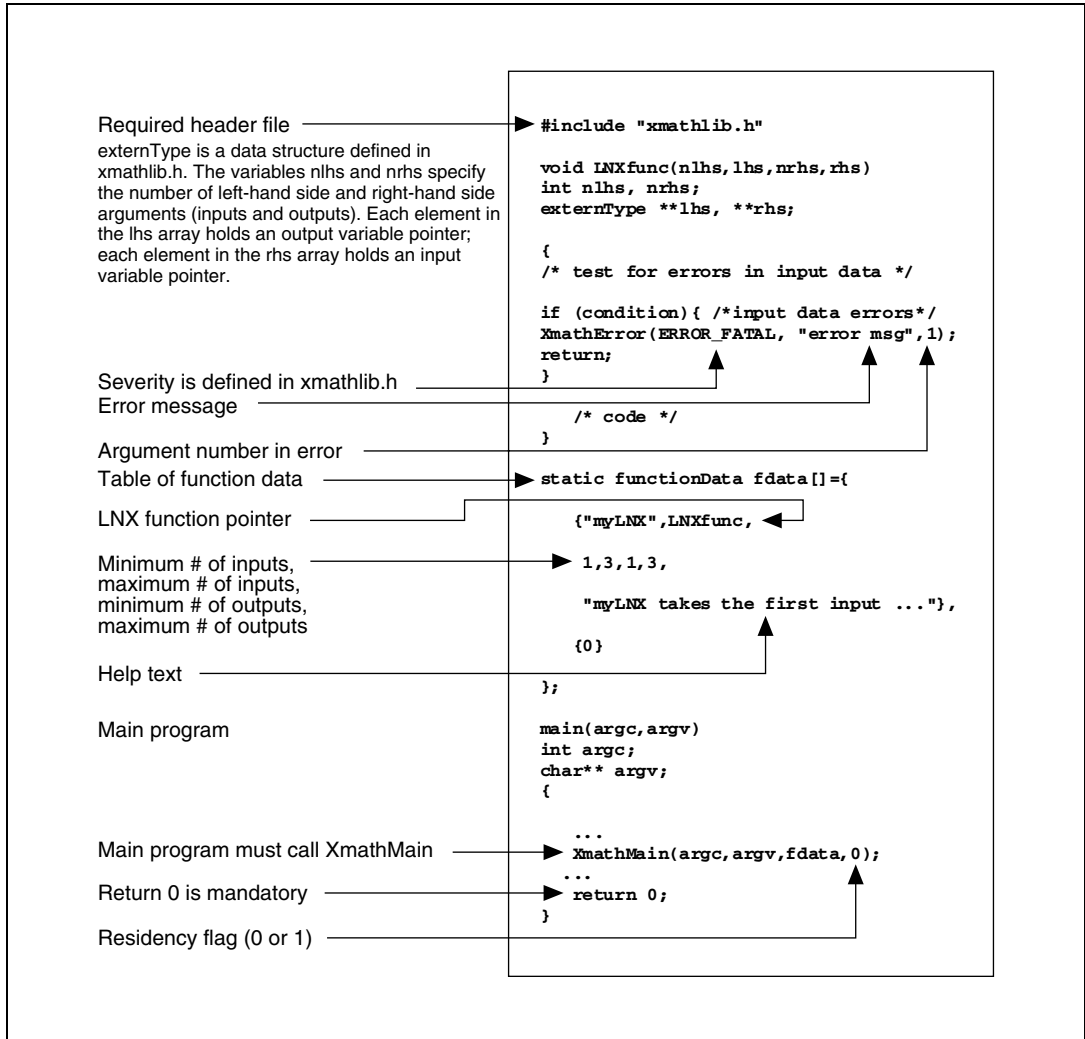 Required header file
externType is a data structure defined in
xmathlib.h. The variables nlhs and nrhs specify
the number of left-hand side and right-hand side
arguments (inputs and outputs). Each element in
the lhs array holds an output variable pointer;
each element in the rhs array holds an input
variable pointer.
Severity is defined in xmathlib.h
Error message
Argument number in error
Table of function data
LNX function pointer
Minimum # of inputs,
maximum # of inputs,
minimum # of outputs,
maximum # of outputs
Help text
Main program
Main program must call XmathMain
Return 0 is mandatory
Residency flag (0 or 1)
#include "xmathlib.h"
void LNXfunc(nlhs,lhs,nrhs,rhs)
int nlhs, nrhs;
externType **lhs, **rhs;
{
/* test for errors in input data */
if (condition){ /*input data errors*/
XmathError(ERROR_FATAL, "error msg",1);
return;
}
/* code */
}
static functionData fdata[]={
{"myLNX",LNXfunc,
1,3,1,3,
"myLNX takes the first input ..."},
{0}
};
main(argc,argv)
int argc;
char** argv;
{
...
XmathMain(argc,argv,fdata,0);
...
return 0;
}